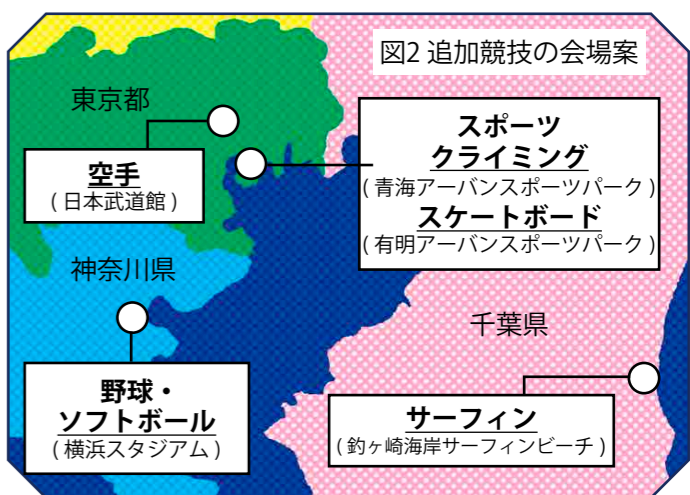 図2 追加競技の会場案
東京都
空手
( 日本武道館 )
スポーツ
クライミング
( 青海アーバンスポーツパーク )
スケートボード
( 有明アーバンスポーツパーク )
神奈川県
野球・
ソフトボール
( 横浜スタジアム )
千葉県
サーフィン
( 釣ヶ崎海岸サーフィンビーチ )